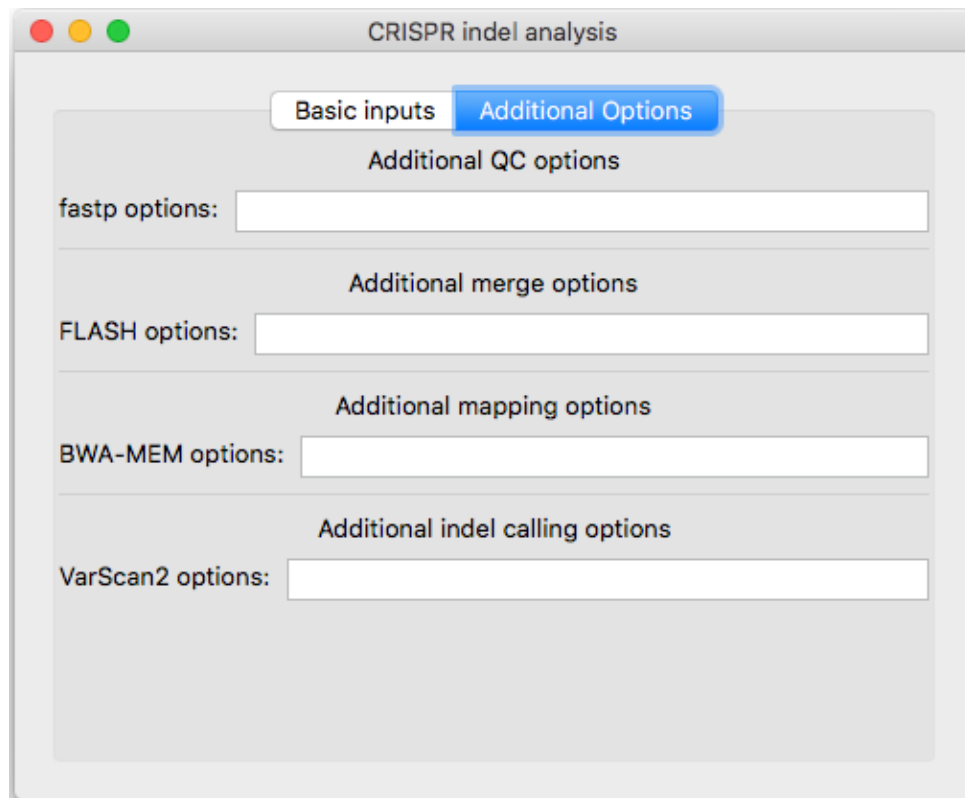 CRISPR indel analysis
Basic inputs Additional Options
Additional QC options
fastp options:
Additional merge options
FLASH options:
Additional mapping options
BWA-MEM options:
Additional indel calling options
VarScan2 options: